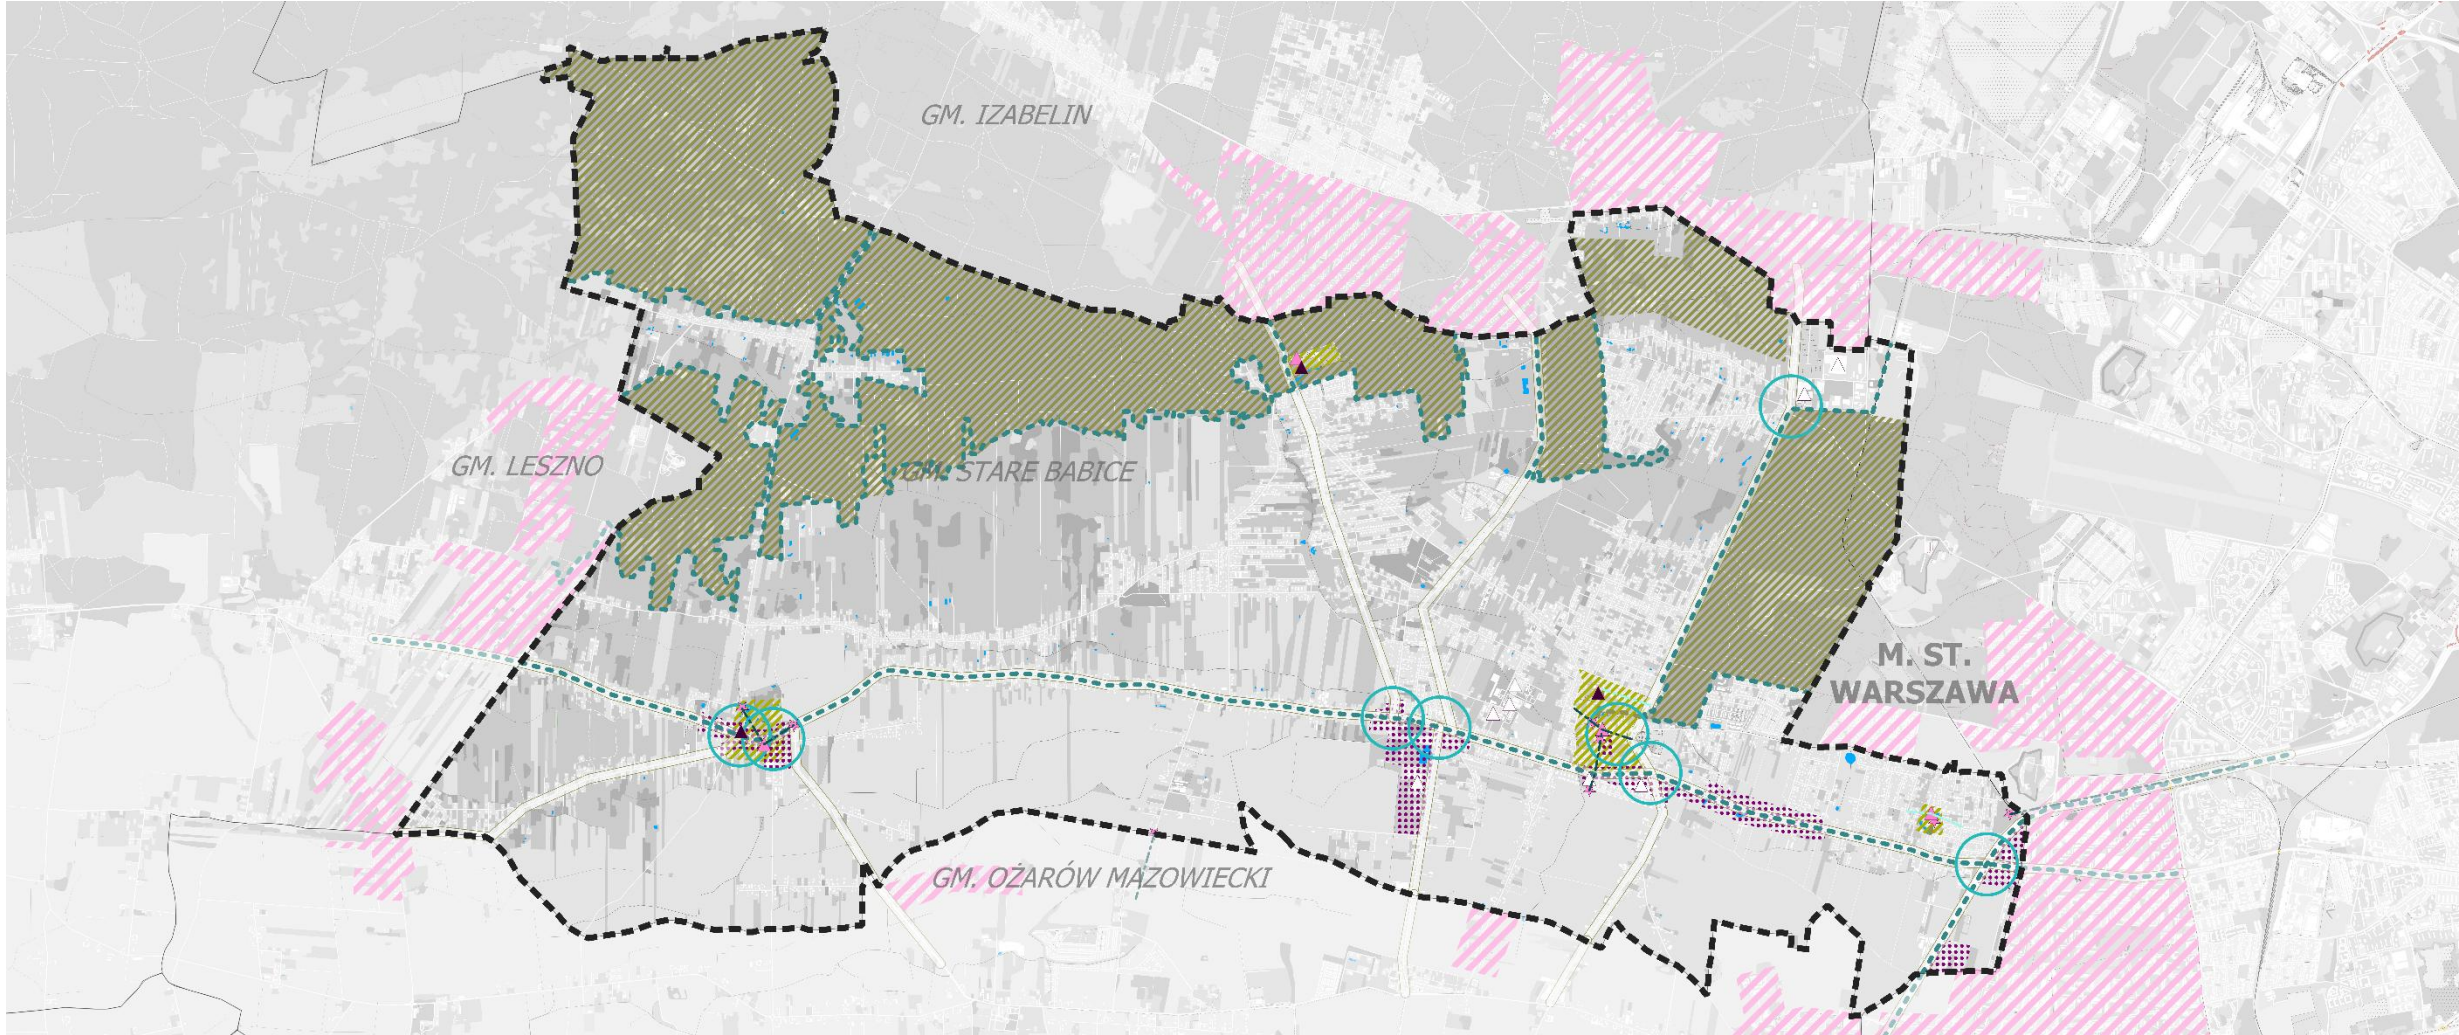 GM. IZABELIN
GM. LESZNO
GM. STARE BABICE
M. ST.
WARSZAWA
GM. OŻARÓW MAZOWIECKI